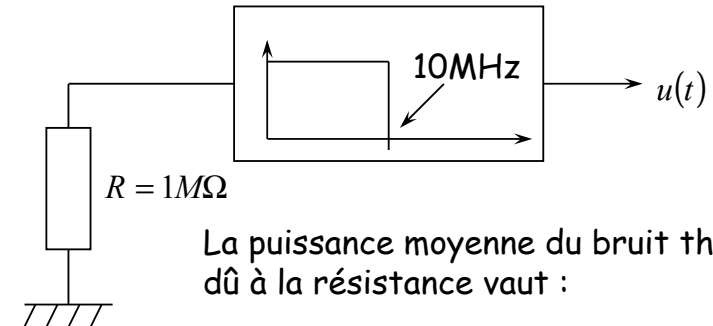 10MHz
u(t)
R = 1MΩ
La puissance moyenne du bruit th
dû à la résistance vaut :